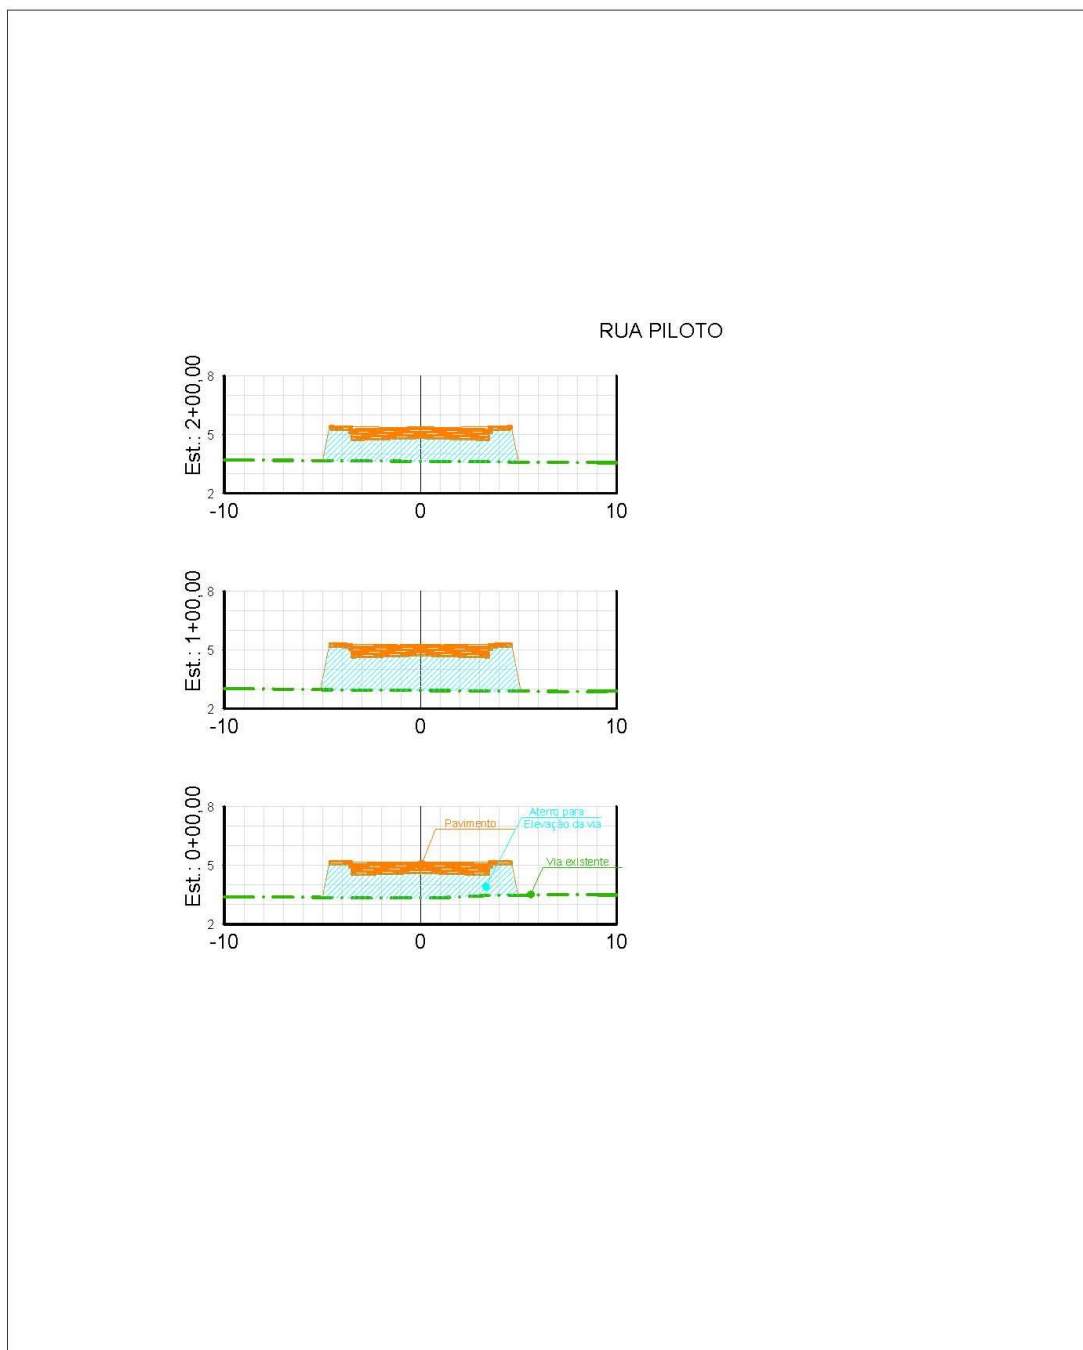 RUA PILOTO
Est.: 2+00,00
8
5
2
-10
0
10
Est.: 1+00,00
8
5
2
-10
0
10
Est.: 0+00,00
8
5
2
Aterro para
Elevação da via
Pavimento
Via existente
-10
0
10